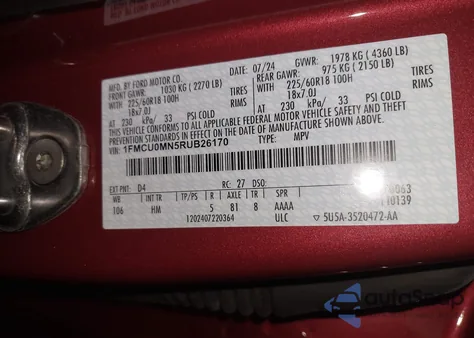 MFD. BY FORD MOTOR CO.
DATE: 07/24 GVWR: 1978 KG (4360 LB)
FRONT GAWR: 1030 KG (2270 LB) REAR GAWR: 975 KG (2150 LB)
WITH 225/60R18 100H TIRES WITH 225/60R18 100H TIRES
18x7.0J RIMS 18x7.0J RIMS
AT 230 kPa/ 33 PSI COLD AT 230 kPa/ 33 PSI COLD
THIS VEHICLE CONFORMS TO ALL APPLICABLE FEDERAL MOTOR VEHICLE SAFETY, BUMPER, AND THEFT
PREVENTION STANDARDS IN EFFECT ON THE DATE OF MANUFACTURE SHOWN ABOVE.
VIN: 1FMCU0MN5RUB26170
TYPE: MPV
EXT PNT: D4 RC: 27 DSO:
WB TP/PS R AXLE TR SPR
106 HM 5 81 8 AAAA 10139
1202407220364 ULC 5U5A-3520472-AA
autoSnap